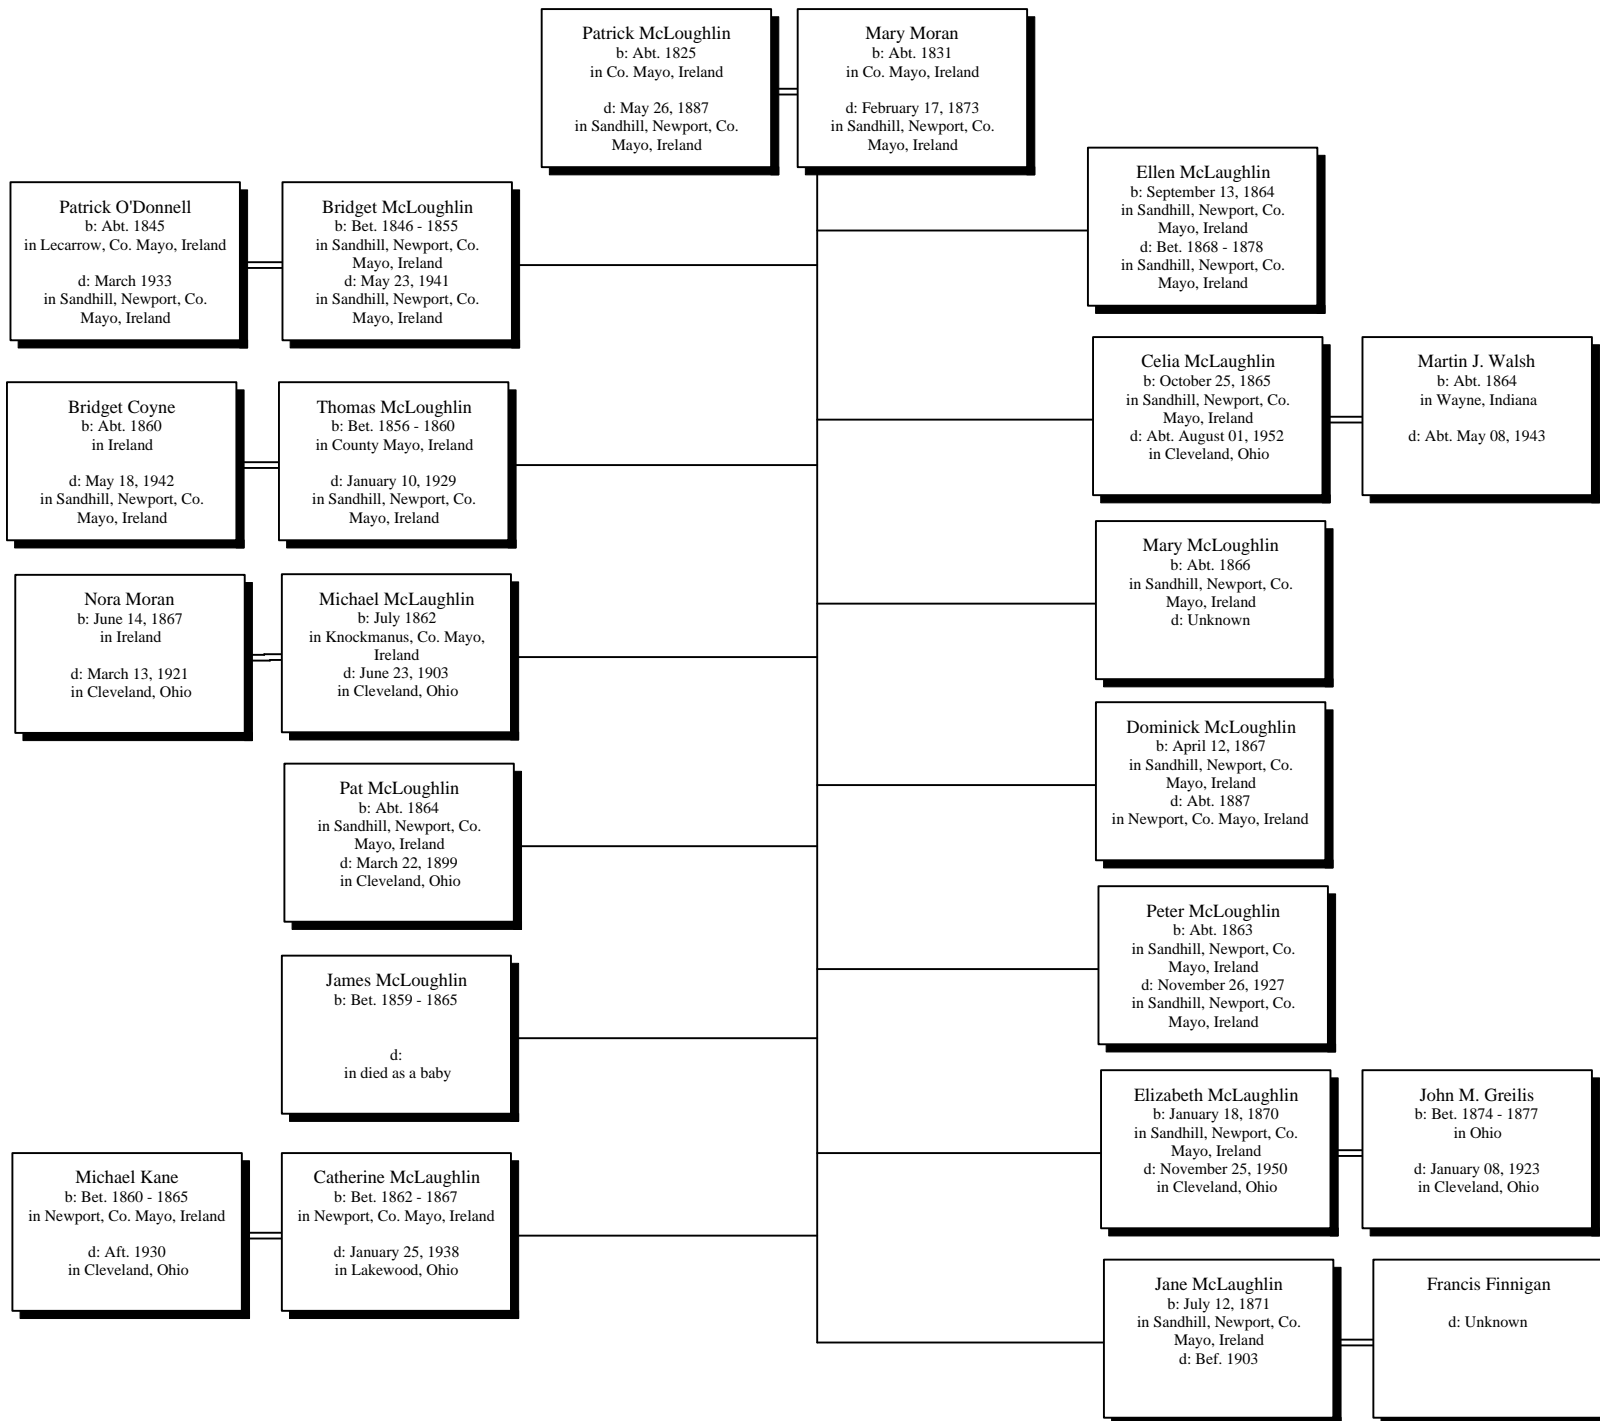 Patrick McLoughlin
b: Abt. 1825
in Co. Mayo, Ireland
d: May 26, 1887
in Sandhill, Newport, Co.
Mayo, Ireland
Mary Moran
b: Abt. 1831
in Co. Mayo, Ireland
d: February 17, 1873
in Sandhill, Newport, Co.
Mayo, Ireland
Patrick O'Donnell
b: Abt. 1845
in Lecarrow, Co. Mayo, Ireland
d: March 1933
in Sandhill, Newport, Co.
Mayo, Ireland
Bridget McLoughlin
b: Bet. 1846 - 1855
in Sandhill, Newport, Co.
Mayo, Ireland
d: May 23, 1941
in Sandhill, Newport, Co.
Mayo, Ireland
Bridget Coyne
b: Abt. 1860
in Ireland
d: May 18, 1942
in Sandhill, Newport, Co.
Mayo, Ireland
Thomas McLoughlin
b: Bet. 1856 - 1860
in County Mayo, Ireland
d: January 10, 1929
in Sandhill, Newport, Co.
Mayo, Ireland
Nora Moran
b: June 14, 1867
in Ireland
d: March 13, 1921
in Cleveland, Ohio
Michael McLaughlin
b: July 1862
in Knockmanus, Co. Mayo,
Ireland
d: June 23, 1903
in Cleveland, Ohio
Pat McLoughlin
b: Abt. 1864
in Sandhill, Newport, Co.
Mayo, Ireland
d: March 22, 1899
in Cleveland, Ohio
James McLoughlin
b: Bet. 1859 - 1865
d:
in died as a baby
Michael Kane
b: Bet. 1860 - 1865
in Newport, Co. Mayo, Ireland
d: Aft. 1930
in Cleveland, Ohio
Catherine McLaughlin
b: Bet. 1862 - 1867
in Newport, Co. Mayo, Ireland
d: January 25, 1938
in Lakewood, Ohio
Ellen McLaughlin
b: September 13, 1864
in Sandhill, Newport, Co.
Mayo, Ireland
d: Bet. 1868 - 1878
in Sandhill, Newport, Co.
Mayo, Ireland
Celia McLaughlin
b: October 25, 1865
in Sandhill, Newport, Co.
Mayo, Ireland
d: Abt. August 01, 1952
in Cleveland, Ohio
Martin J. Walsh
b: Abt. 1864
in Wayne, Indiana
d: Abt. May 08, 1943
Mary McLoughlin
b: Abt. 1866
in Sandhill, Newport, Co.
Mayo, Ireland
d: Unknown
Dominick McLoughlin
b: April 12, 1867
in Sandhill, Newport, Co.
Mayo, Ireland
d: Abt. 1887
in Newport, Co. Mayo, Ireland
Peter McLoughlin
b: Abt. 1863
in Sandhill, Newport, Co.
Mayo, Ireland
d: November 26, 1927
in Sandhill, Newport, Co.
Mayo, Ireland
Elizabeth McLaughlin
b: January 18, 1870
in Sandhill, Newport, Co.
Mayo, Ireland
d: November 25, 1950
in Cleveland, Ohio
John M. Greilis
b: Bet. 1874 - 1877
in Ohio
d: January 08, 1923
in Cleveland, Ohio
Jane McLaughlin
b: July 12, 1871
in Sandhill, Newport, Co.
Mayo, Ireland
d: Bef. 1903
Francis Finnigan
d: Unknown